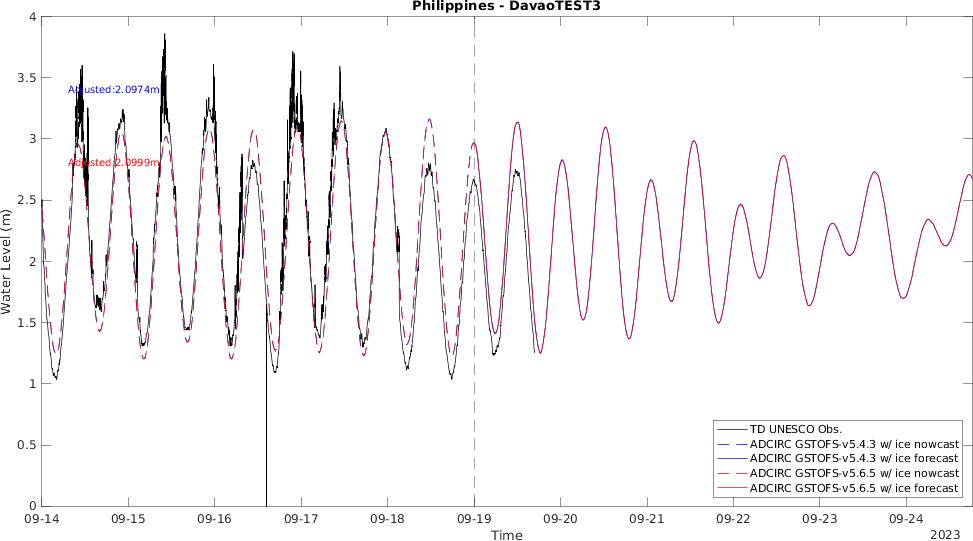 Philippines - DavaoTEST3
Water Level (m)
4
3.5
3
2.5
2
1.5
1
0.5
0
Adjusted:2.0974m
Adjusted:2.0999m
TD UNESCO Obs.
ADCIRC GSTOFS-v5.4.3 w/ ice nowcast
ADCIRC GSTOFS-v5.4.3 w/ ice forecast
ADCIRC GSTOFS-v5.6.5 w/ ice nowcast
ADCIRC GSTOFS-v5.6.5 w/ ice forecast
09-14 09-15 09-16 09-17 09-18 09-19 09-20 09-21 09-22 09-23 09-24
Time
2023